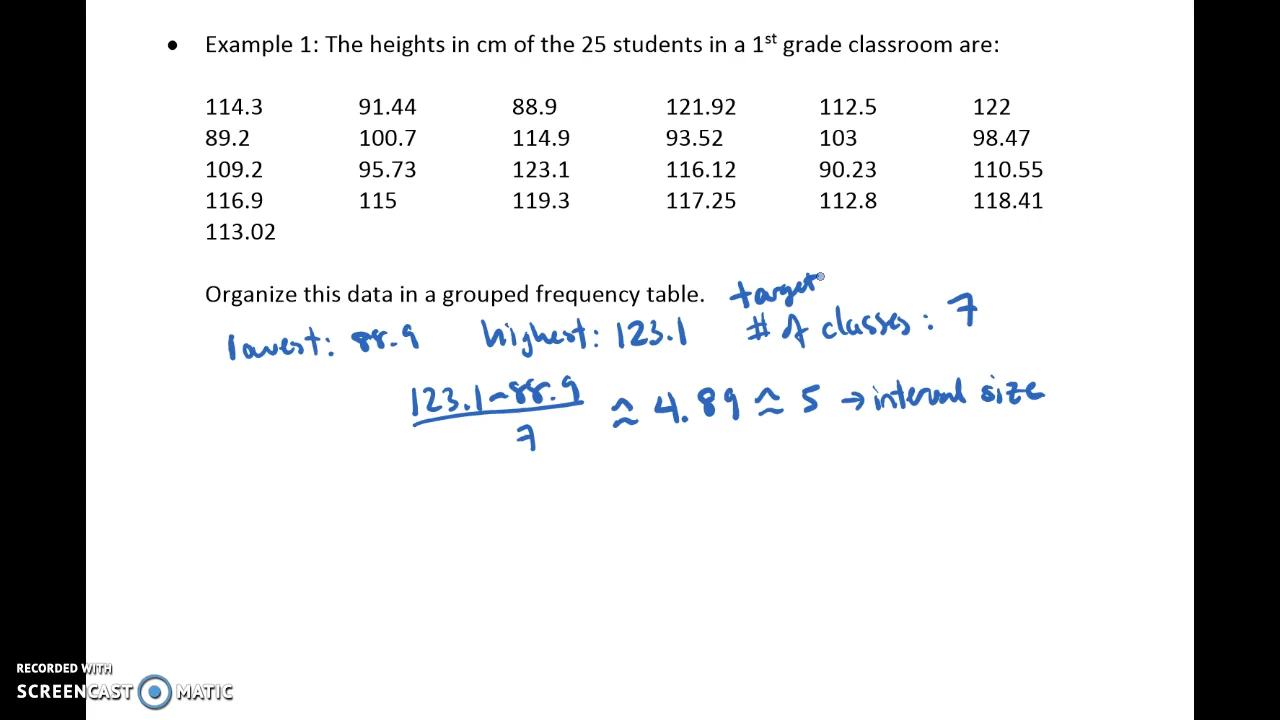 • Example 1: The heights in cm of the 25 students in a 1st grade classroom are:
114.3 91.44 88.9 121.92 112.5 122
89.2 100.7 114.9 93.52 103 98.47
109.2 95.73 123.1 116.12 90.23 110.55
116.9 115 119.3 117.25 112.8 118.41
113.02
Organize this data in a grouped frequency table. target
lowest: 88.9 highest: 123.1 # of classes: 7
123.1-88.9
7
≈ 4.89 ≈ 5 → interval size
RECORDED WITH
SCREENCAST MATIC